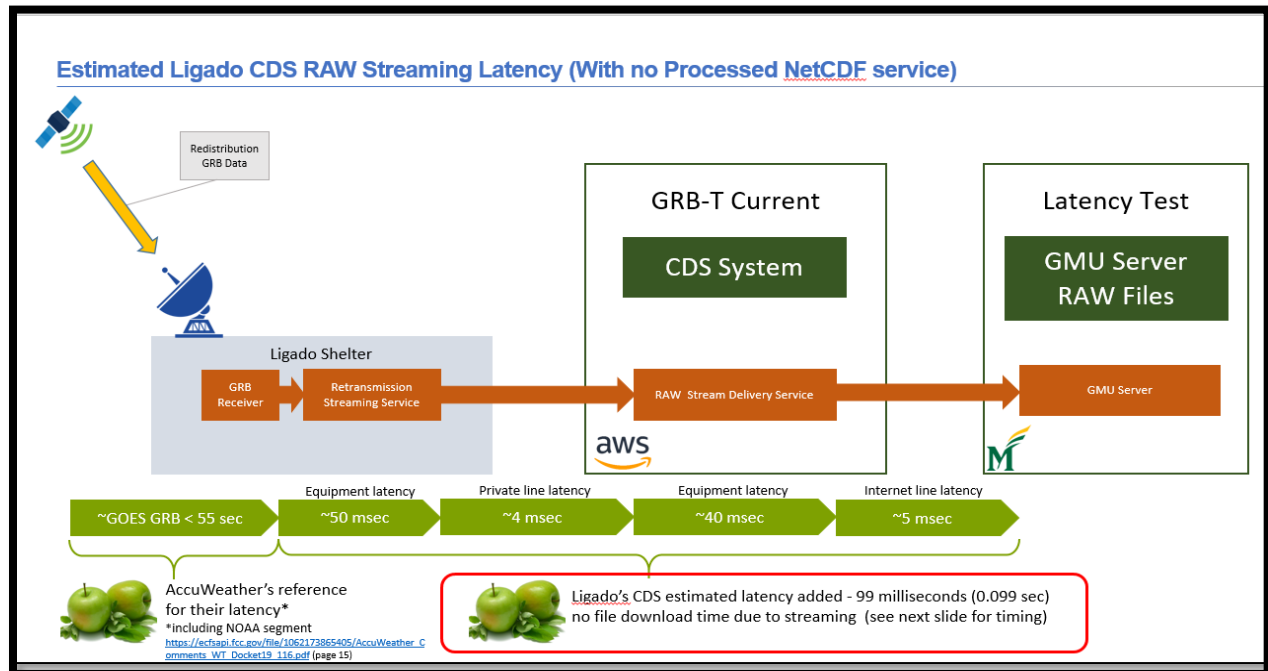 Estimated Ligado CDS RAW Streaming Latency (With no Processed NetCDF service)
Redistribution
GRB Data
GRB-T Current
CDS System
Latency Test
GMU Server
RAW Files
Ligado Shelter
GRB
Receiver
Retransmission
Streaming Service
RAW  Stream Delivery Service
GMU Server
aws
M
Equipment latency
Private line latency
Equipment latency
Internet line latency
~GOES GRB < 55 sec
~50 msec
~4 msec
~40 msec
~5 msec
AccuWeather's reference
for their latency*
*including NOAA segment
https://ecfsapi.fcc.gov/file/1062173865405/AccuWeather_C
omments_WT_Docket19_116.pdf (page 15)
Ligado's CDS estimated latency added - 99 milliseconds (0.099 sec)
no file download time due to streaming  (see next slide for timing)